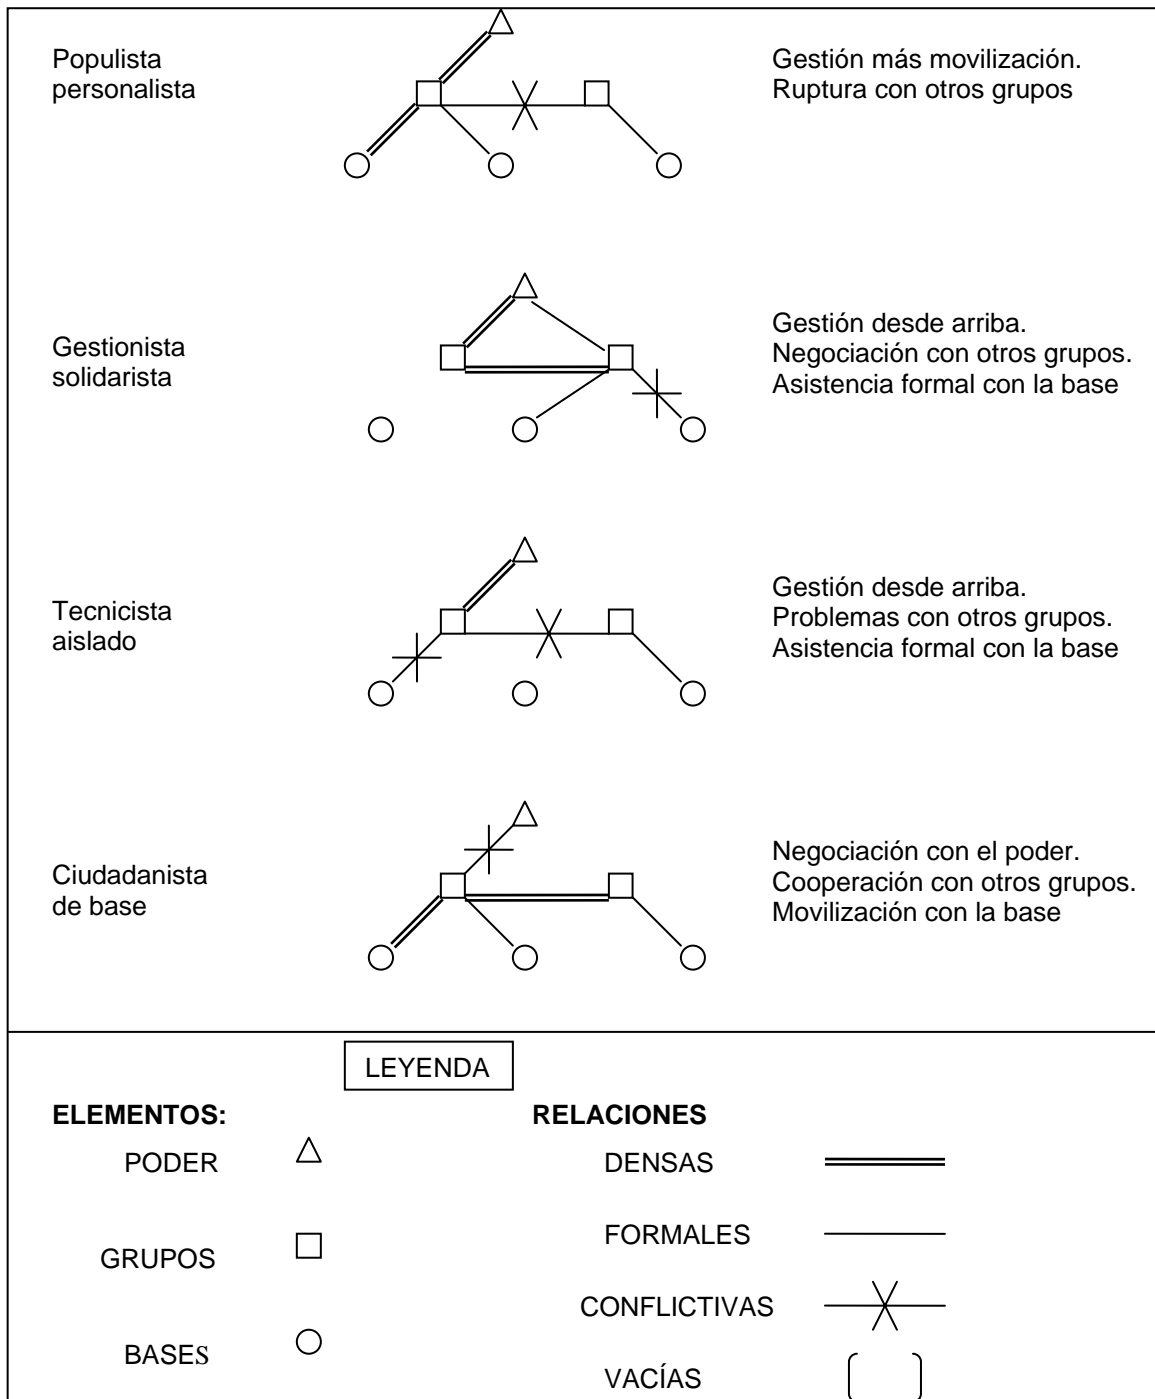 Populista
personalista
Gestión más movilización.
Ruptura con otros grupos
Gestionista
solidarista
Gestión desde arriba.
Negociación con otros grupos.
Asistencia formal con la base
Tecnicista
aislado
Gestión desde arriba.
Problemas con otros grupos.
Asistencia formal con la base
Ciudadanista
de base
Negociación con el poder.
Cooperación con otros grupos.
Movilización con la base
LEYENDA
ELEMENTOS:
PODER
GRUPOS
BASES
RELACIONES
DENSAS
FORMALES
CONFLICTIVAS
VACÍAS